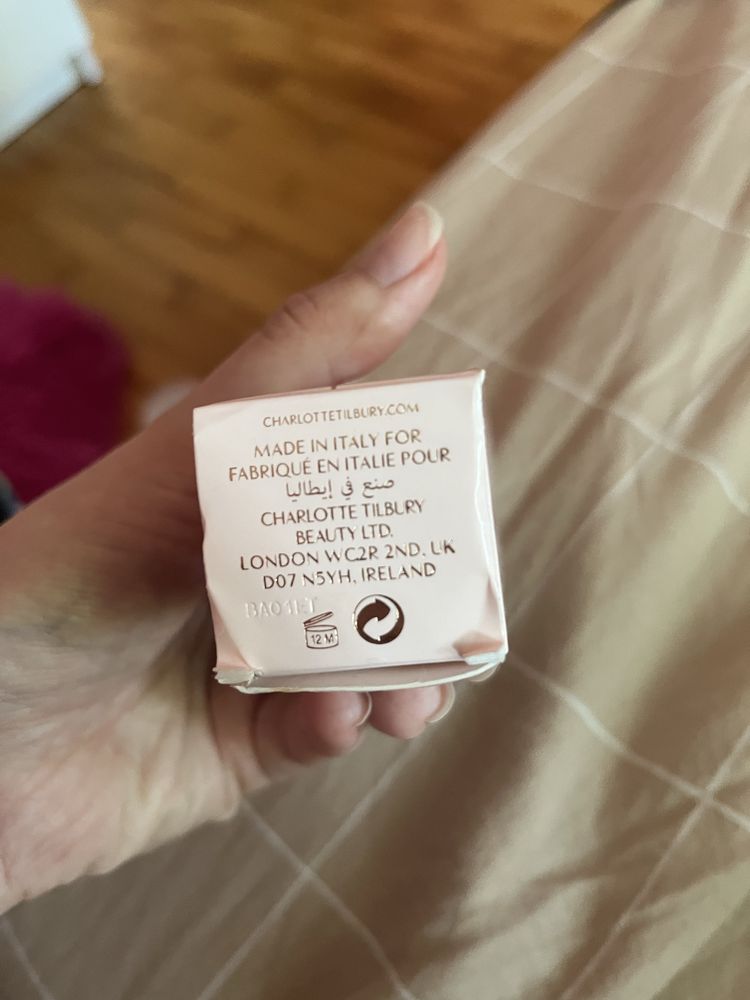 CHARLOTTETILBURY.COM
MADE IN ITALY FOR
FABRIQUÉ EN ITALIE POUR
صنع في إيطاليا
CHARLOTTE TILBURY
BEAUTY LTD.
LONDON WC2R 2ND. UK
D07 N5YH, IRELAND
12 M